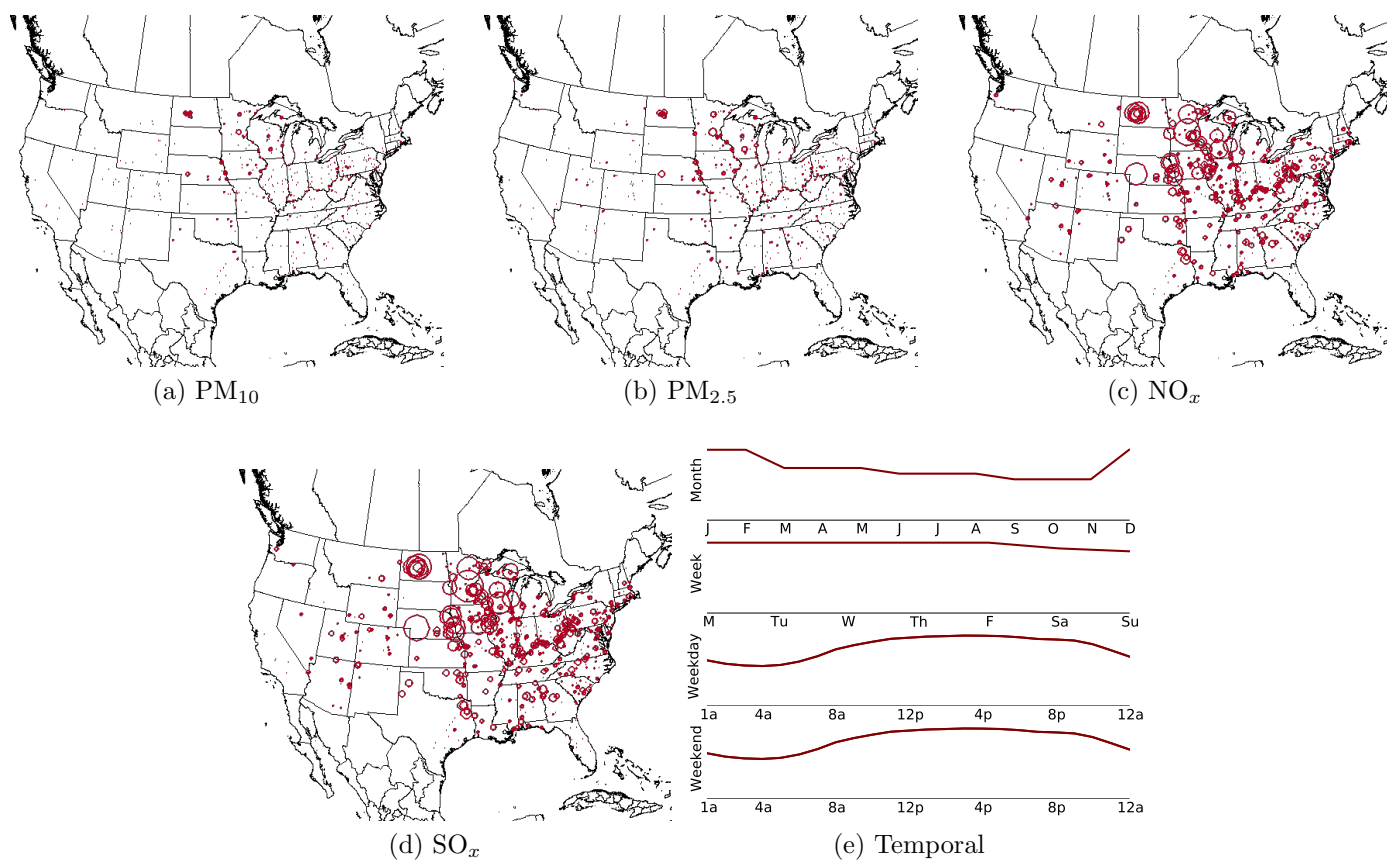 (a) PM₁₀
(b) PM₂.₅
(c) NOₓ
(d) SOₓ
Month
J F M A M J J A S O N D
Week
M Tu W Th F Sa Su
Weekday
1a 4a 8a 12p 4p 8p 12a
Weekend
1a 4a 8a 12p 4p 8p 12a
(e) Temporal